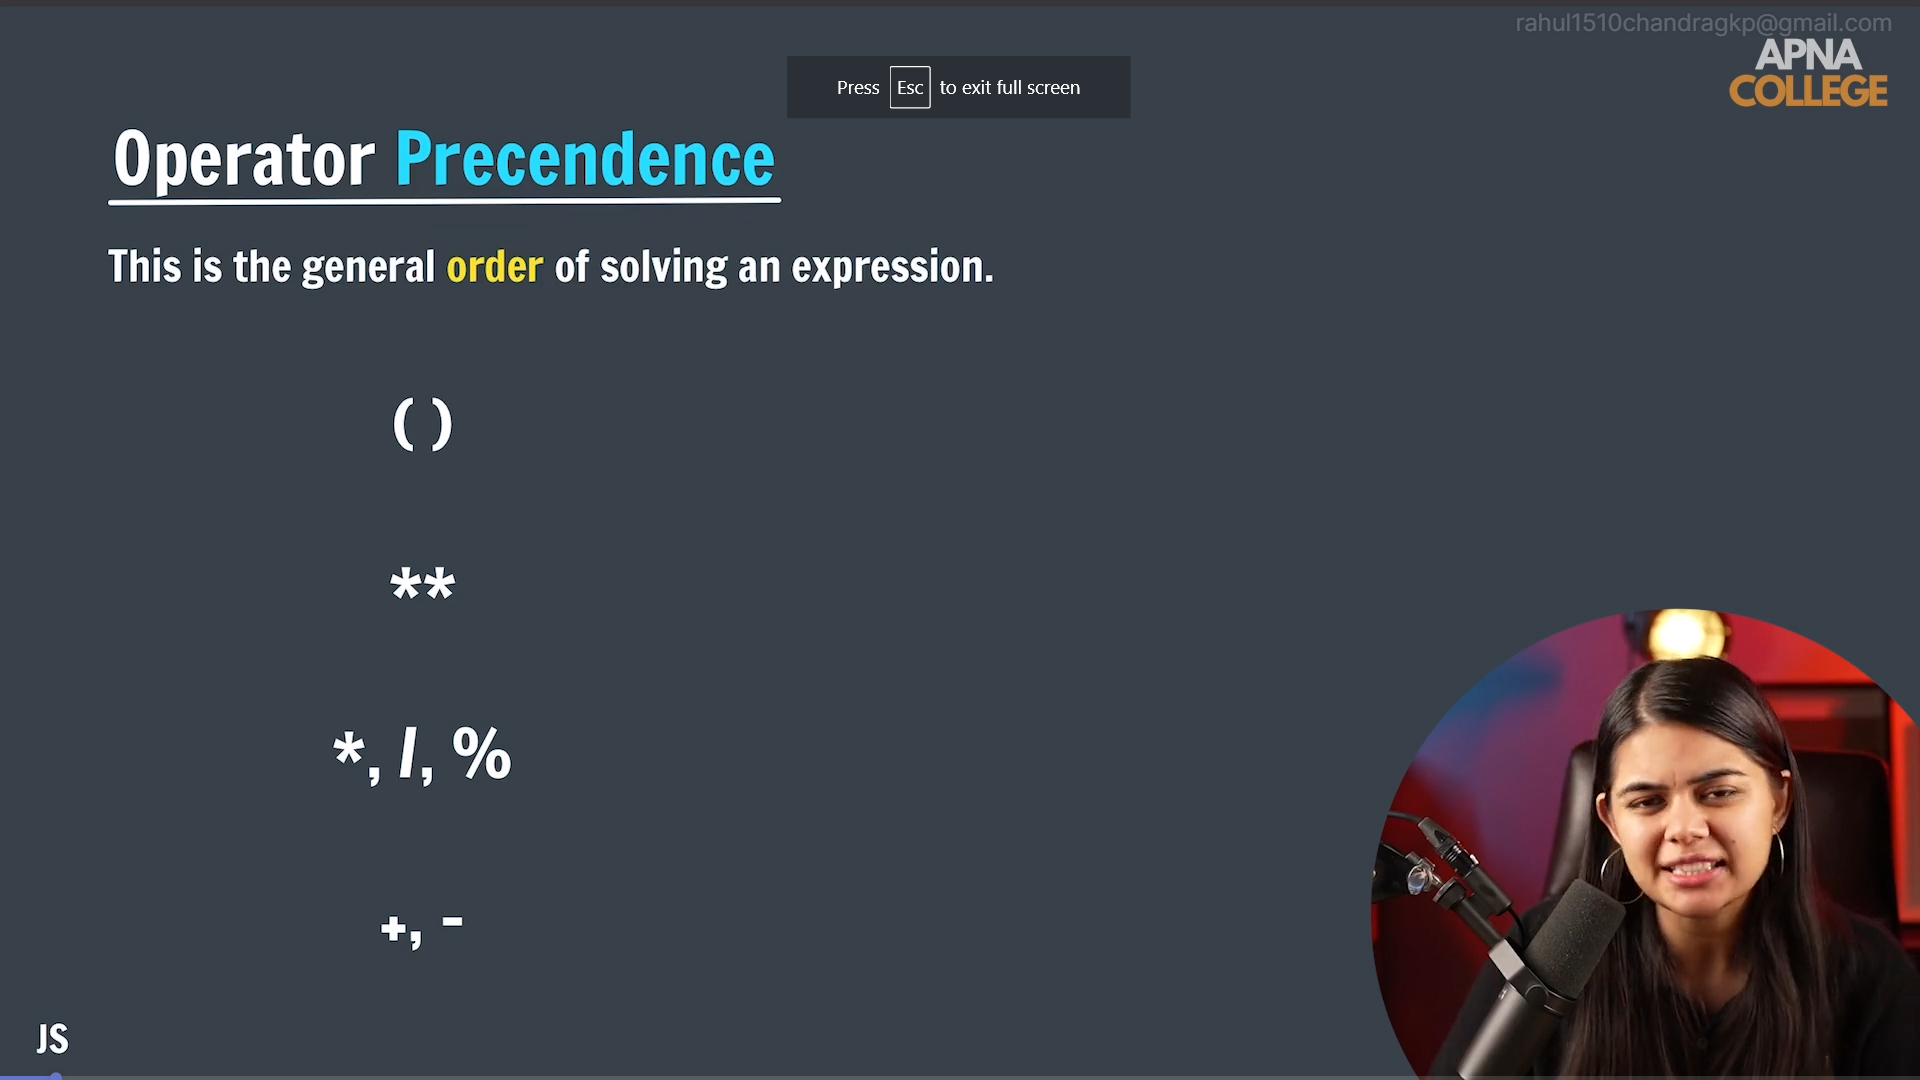 rahul1510chandragkp@gmail.com
APNA
COLLEGE
Press Esc to exit full screen
Operator Precendence
This is the general order of solving an expression.
( )
**
*, /, %
+, -
JS